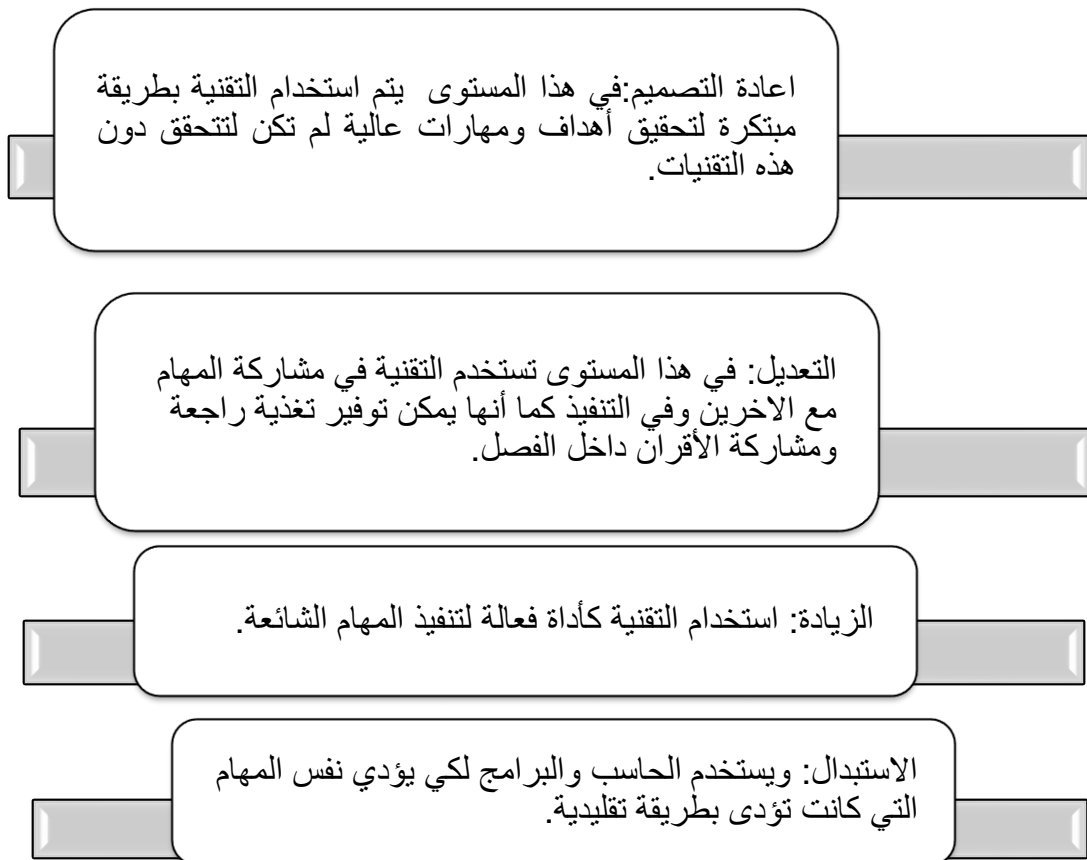 اعادة التصميم:في هذا المستوى يتم استخدام التقنية بطريقة
مبتكرة لتحقيق أهداف ومهارات عالية لم تكن لتتحقق دون
هذه التقنيات.
التعديل: في هذا المستوى تستخدم التقنية في مشاركة المهام
مع الاخرين وفي التنفيذ كما أنها يمكن توفير تغذية راجعة
ومشاركة الأقران داخل الفصل.
الزيادة: استخدام التقنية كأداة فعالة لتنفيذ المهام الشائعة.
الاستبدال: ويستخدم الحاسب والبرامج لكي يؤدي نفس المهام
التي كانت تؤدى بطريقة تقليدية.